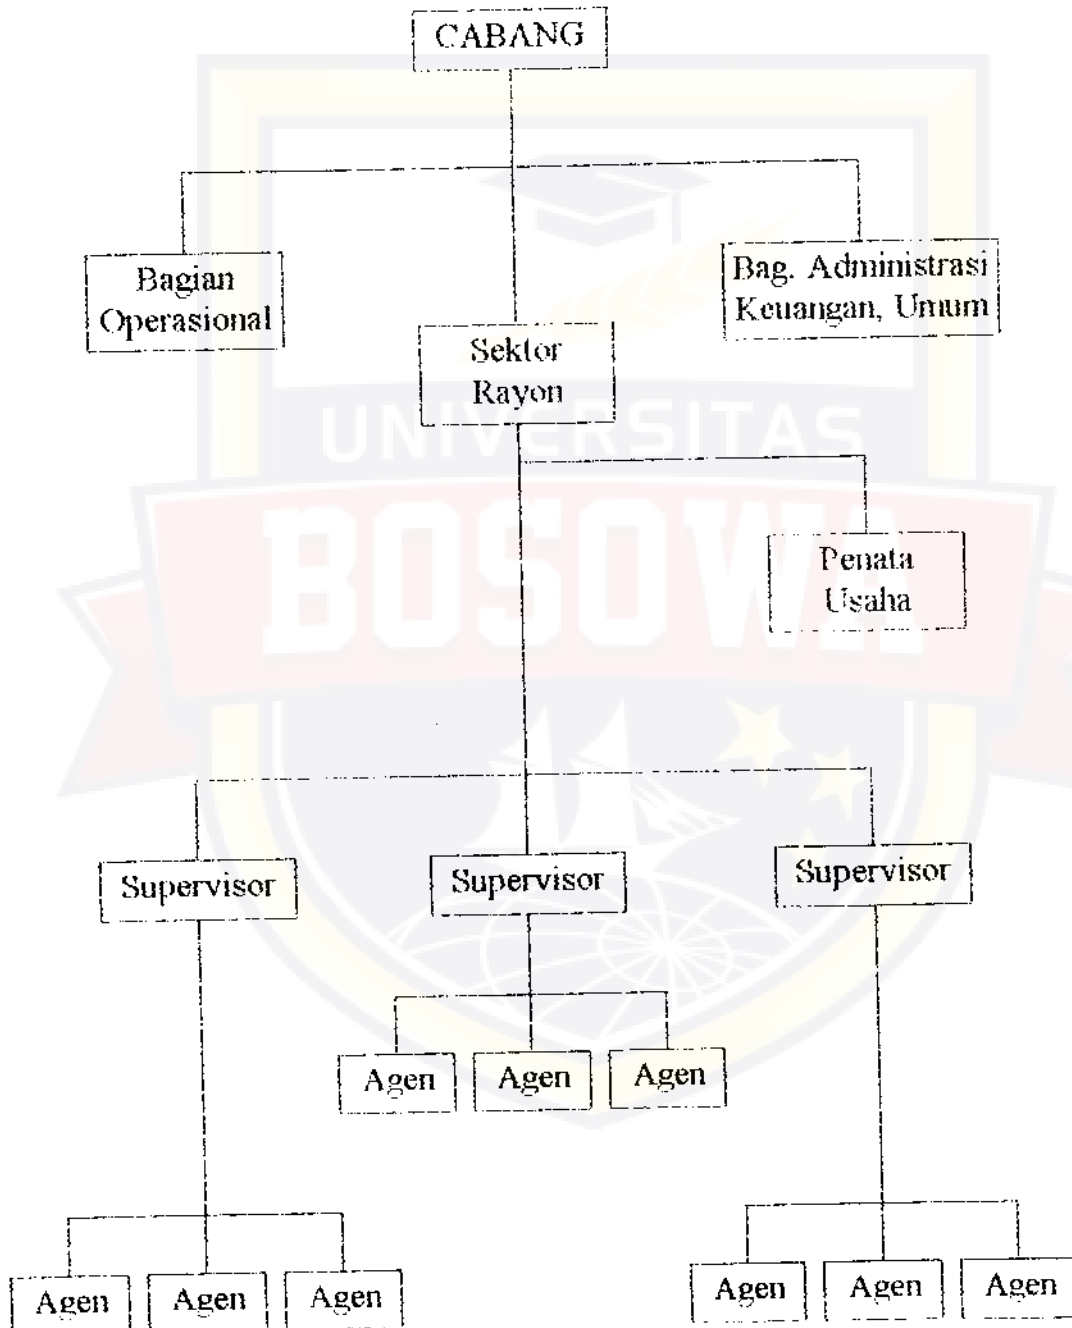 CABANG
Bagian
Operasional
Bag. Administrasi
Keuangan, Umum
Sektor
Rayon
UNIVERSITAS
BOSOWA
Penata
Usaha
Supervisor
Supervisor
Supervisor
Agen
Agen
Agen
Agen
Agen
Agen
Agen
Agen
Agen